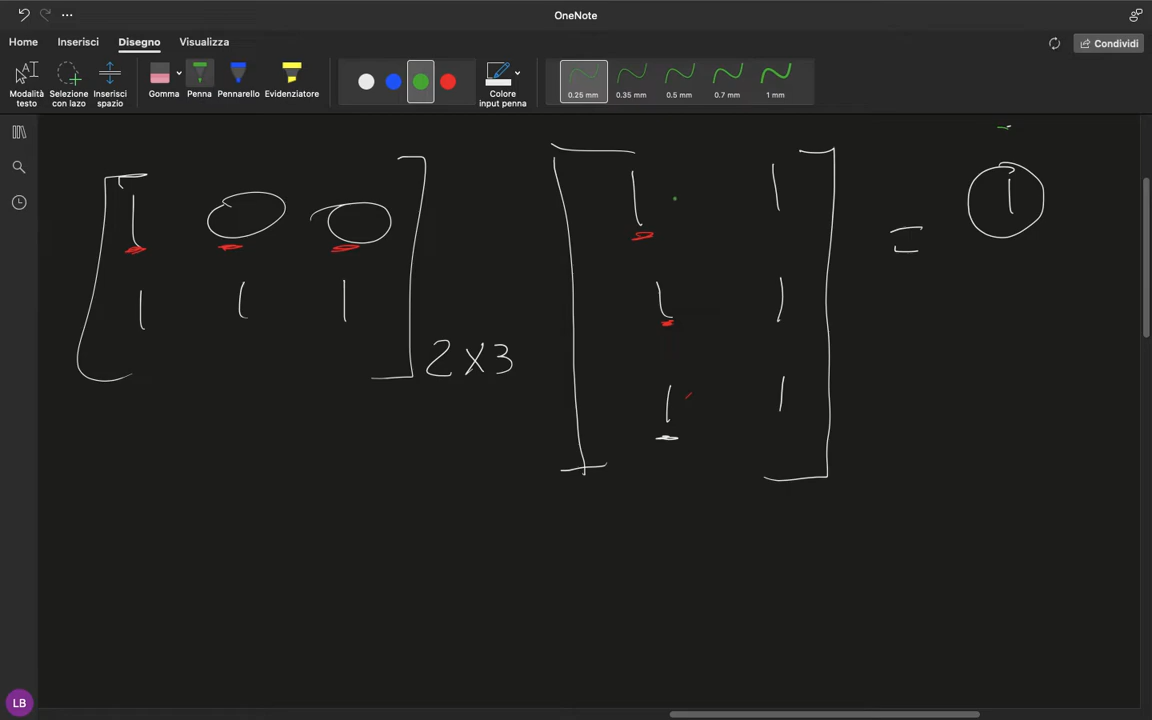 OneNote
Home Inserisci Disegno Visualizza
Condividi
Modalità testo
Selezione con lazo
Inserisci spazio
Gomma
Penna
Pennarello
Evidenziatore
Colore input penna
0.25 mm
0.35 mm
0.5 mm
0.7 mm
1 mm
1 0 0 1 1 = 1
1 1 1 1 1
2x3
1 1
LB